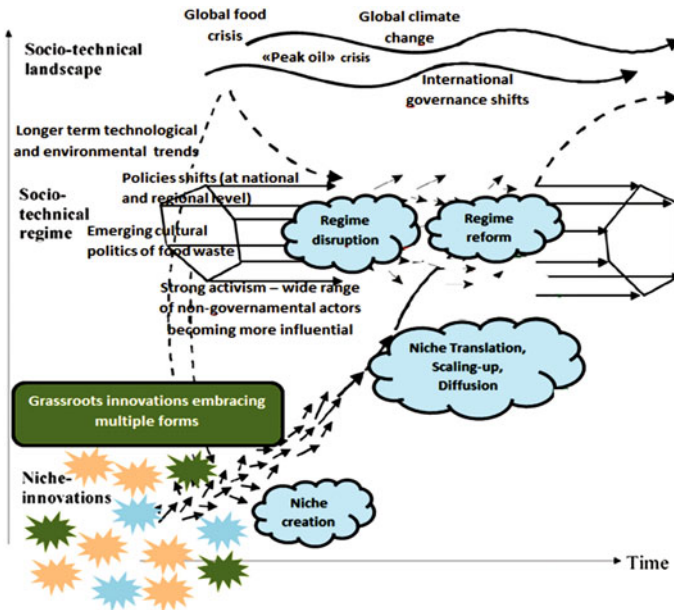 Global food
crisis
Global climate
change
Socio-technical
landscape
«Peak oil» crisis
International
governance shifts
Longer term technological
and environmental trends
Policies shifts (at national
and regional level)
Socio-
technical
regime
Emerging cultural
politics of food waste
Regime
disruption
Regime
reform
Strong activism – wide range
of non-governamental actors
becoming more influential
Niche Translation,
Scaling-up,
Diffusion
Grassroots innovations embracing
multiple forms
Niche-
innovations
Niche
creation
Time